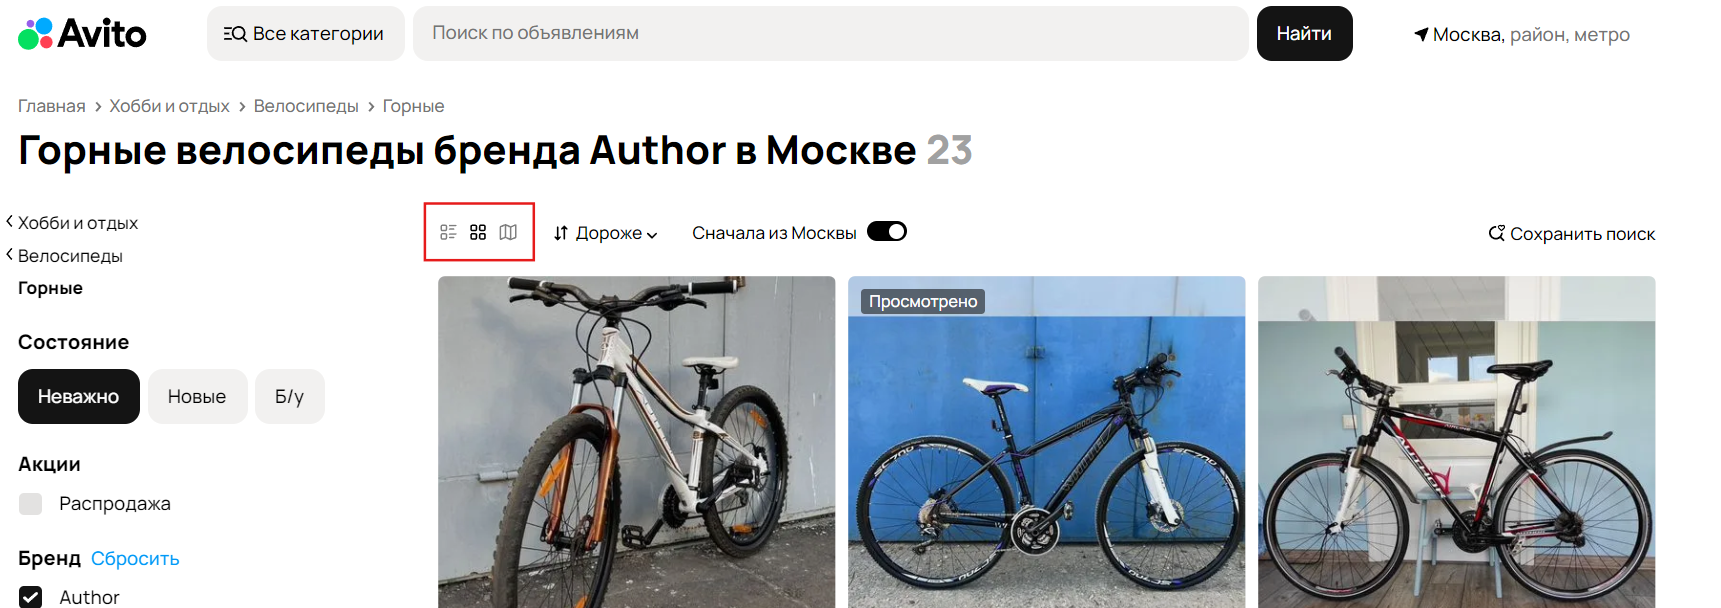 Avito
Все категории
Поиск по объявлениям
Найти
Москва, район, метро
Главная > Хобби и отдых > Велосипеды > Горные
Горные велосипеды бренда Author в Москве 23
Хобби и отдых
Велосипеды
Горные
Дороже
Сначала из Москвы
Сохранить поиск
Состояние
Неважно
Новые
Б/у
Акции
Распродажа
Бренд Сбросить
Author
Просмотрено